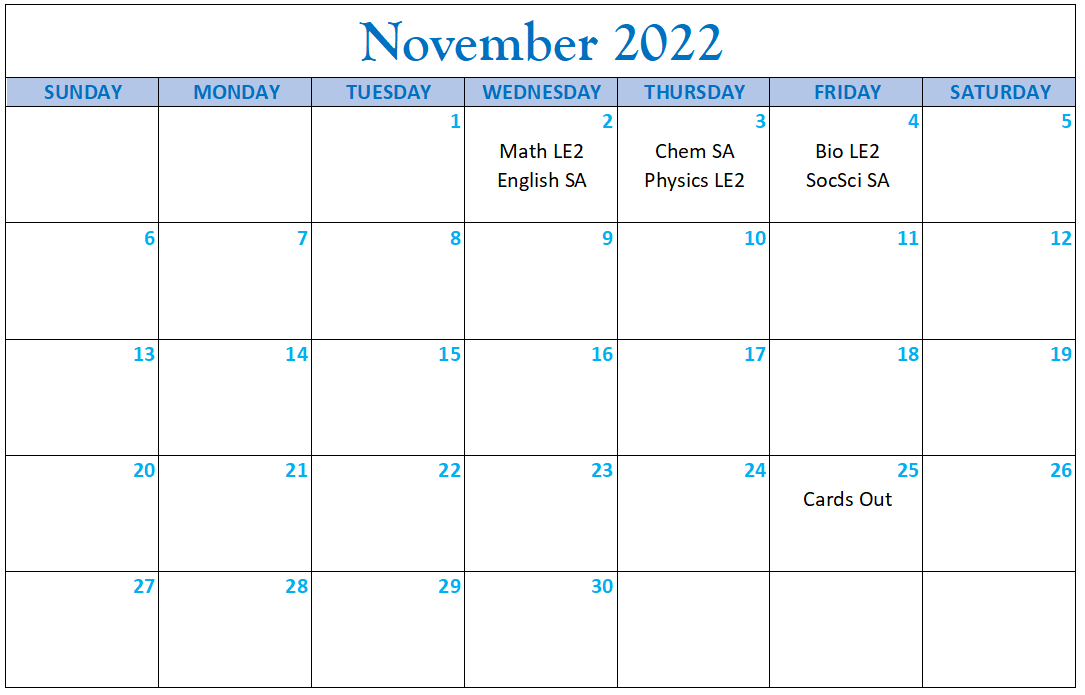 November 2022
SUNDAY MONDAY TUESDAY WEDNESDAY THURSDAY FRIDAY SATURDAY
1 2 3 4 5
Math LE2 Chem SA Bio LE2
English SA Physics LE2 SocSci SA
6 7 8 9 10 11 12
13 14 15 16 17 18 19
20 21 22 23 24 25 26
Cards Out
27 28 29 30